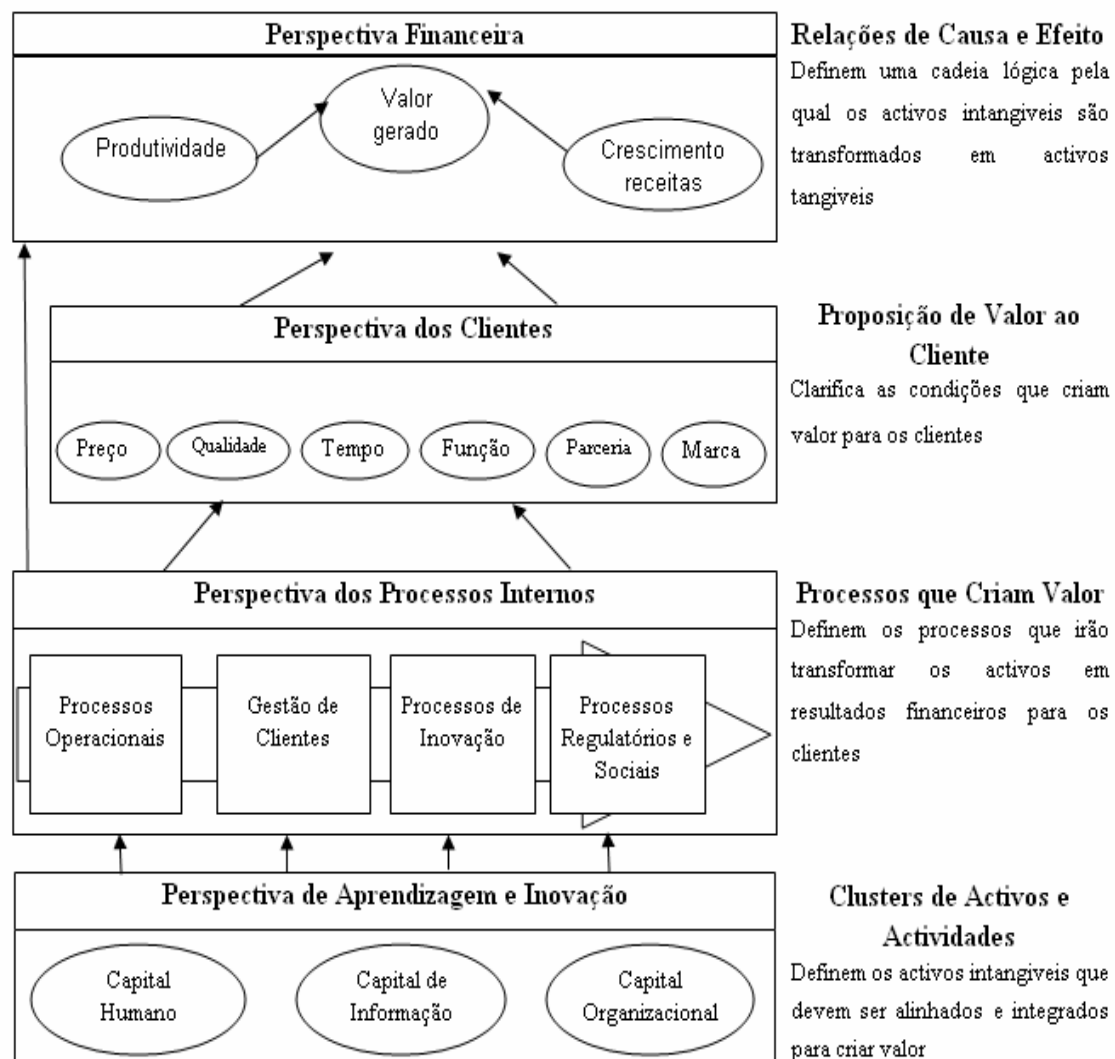 Perspectiva Financeira
Valor
gerado
Produtividade
Crescimento
receitas
Relações de Causa e Efeito
Definem uma cadeia lógica pela
qual os activos intangiveis são
transformados em activos
tangiveis
Perspectiva dos Clientes
Preço
Qualidade
Tempo
Função
Parceria
Marca
Proposição de Valor ao
Cliente
Clarifica as condições que criam
valor para os clientes
Perspectiva dos Processos Internos
Processos
Operacionais
Gestão de
Clientes
Processos de
Inovação
Processos
Regulatórios e
Sociais
Processos que Criam Valor
Definem os processos que irão
transformar os activos em
resultados financeiros para os
clientes
Perspectiva de Aprendizagem e Inovação
Capital
Humano
Capital de
Informação
Capital
Organizacional
Clusters de Activos e
Actividades
Definem os activos intangiveis que
devem ser alinhados e integrados
para criar valor